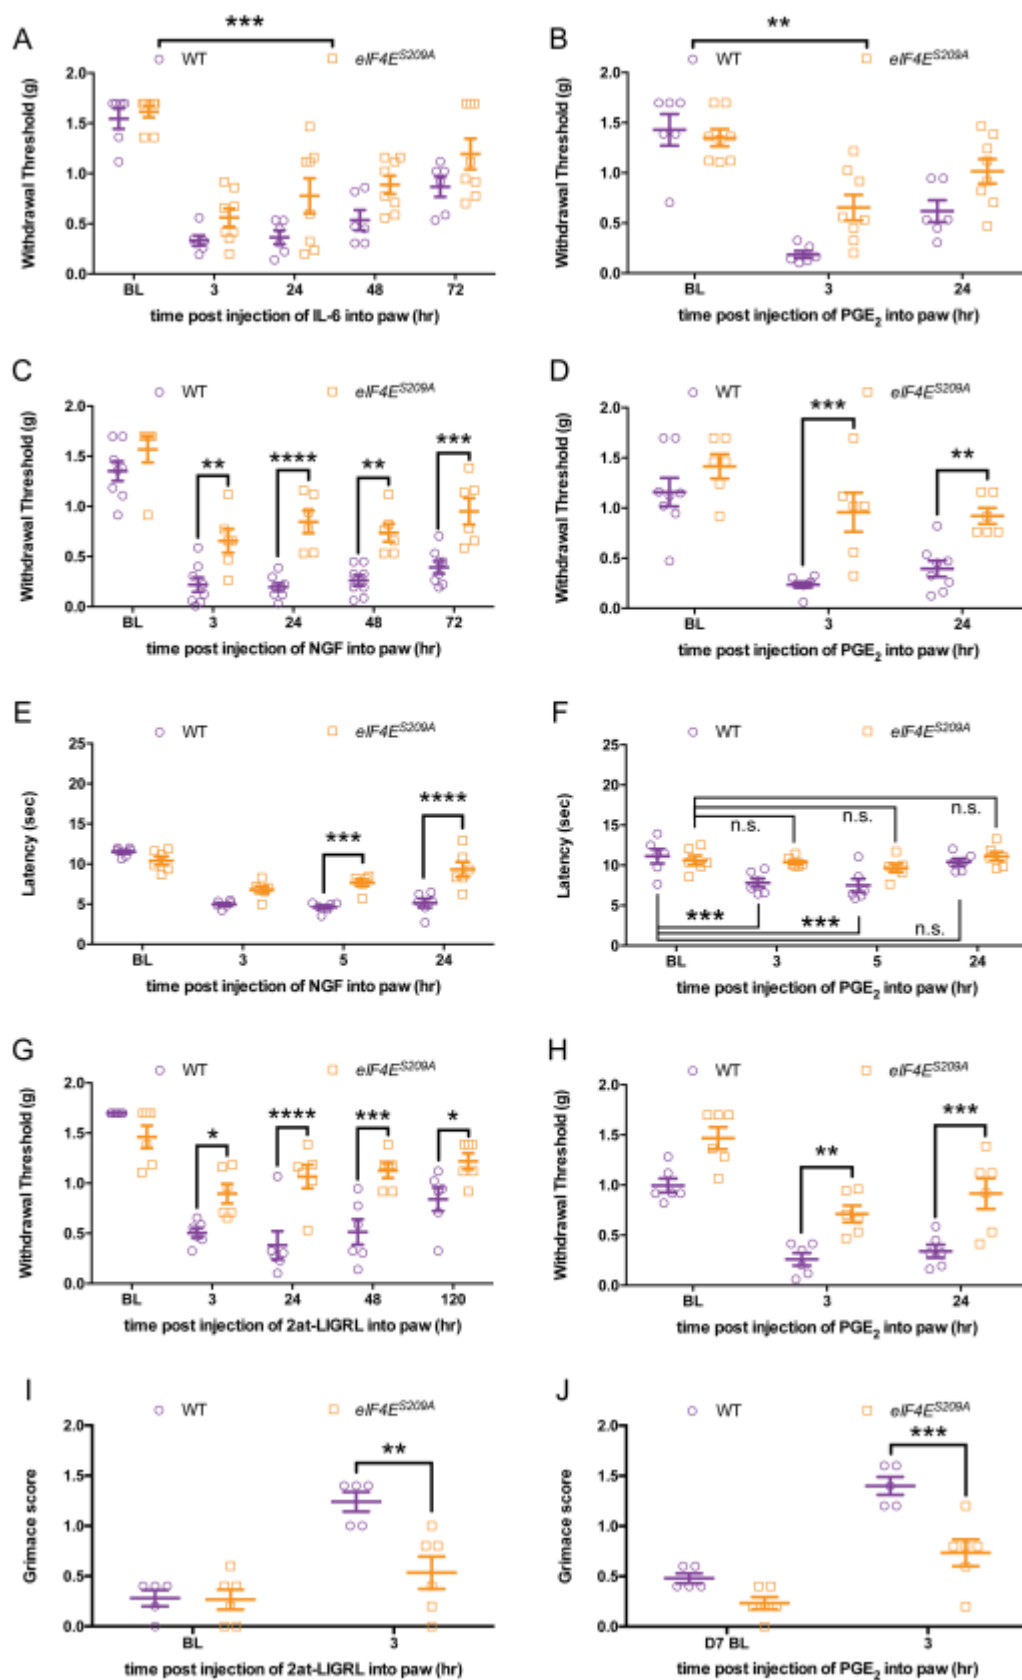 A
***
WT
eIF4E^S209A
Withdrawal Threshold (g)
2.0
1.5
1.0
0.5
0.0
BL 3 24 48 72
time post injection of IL-6 into paw (hr)
B
**
WT
eIF4E^S209A
Withdrawal Threshold (g)
2.0
1.5
1.0
0.5
0.0
BL 3 24
time post injection of PGE₂ into paw (hr)
C
WT
eIF4E^S209A
Withdrawal Threshold (g)
2.0
1.5
1.0
0.5
0.0
** **** ** ***
BL 3 24 48 72
time post injection of NGF into paw (hr)
D
WT
eIF4E^S209A
Withdrawal Threshold (g)
2.0
1.5
1.0
0.5
0.0
*** **
BL 3 24
time post injection of PGE₂ into paw (hr)
E
WT
eIF4E^S209A
Latency (sec)
25
20
15
10
5
0
*** ****
BL 3 5 24
time post injection of NGF into paw (hr)
F
WT
eIF4E^S209A
Latency (sec)
25
20
15
10
5
0
n.s. n.s. n.s.
*** *** n.s.
BL 3 5 24
time post injection of PGE₂ into paw (hr)
G
WT
eIF4E^S209A
Withdrawal Threshold (g)
2.0
1.5
1.0
0.5
0.0
* **** *** *
BL 3 24 48 120
time post injection of 2at-LIGRL into paw (hr)
H
WT
eIF4E^S209A
Withdrawal Threshold (g)
2.0
1.5
1.0
0.5
0.0
** ***
BL 3 24
time post injection of PGE₂ into paw (hr)
I
WT
eIF4E^S209A
Grimace score
2.0
1.5
1.0
0.5
0.0
**
BL 3
time post injection of 2at-LIGRL into paw (hr)
J
WT
eIF4E^S209A
Grimace score
2.0
1.5
1.0
0.5
0.0
***
D7 BL 3
time post injection of PGE₂ into paw (hr)